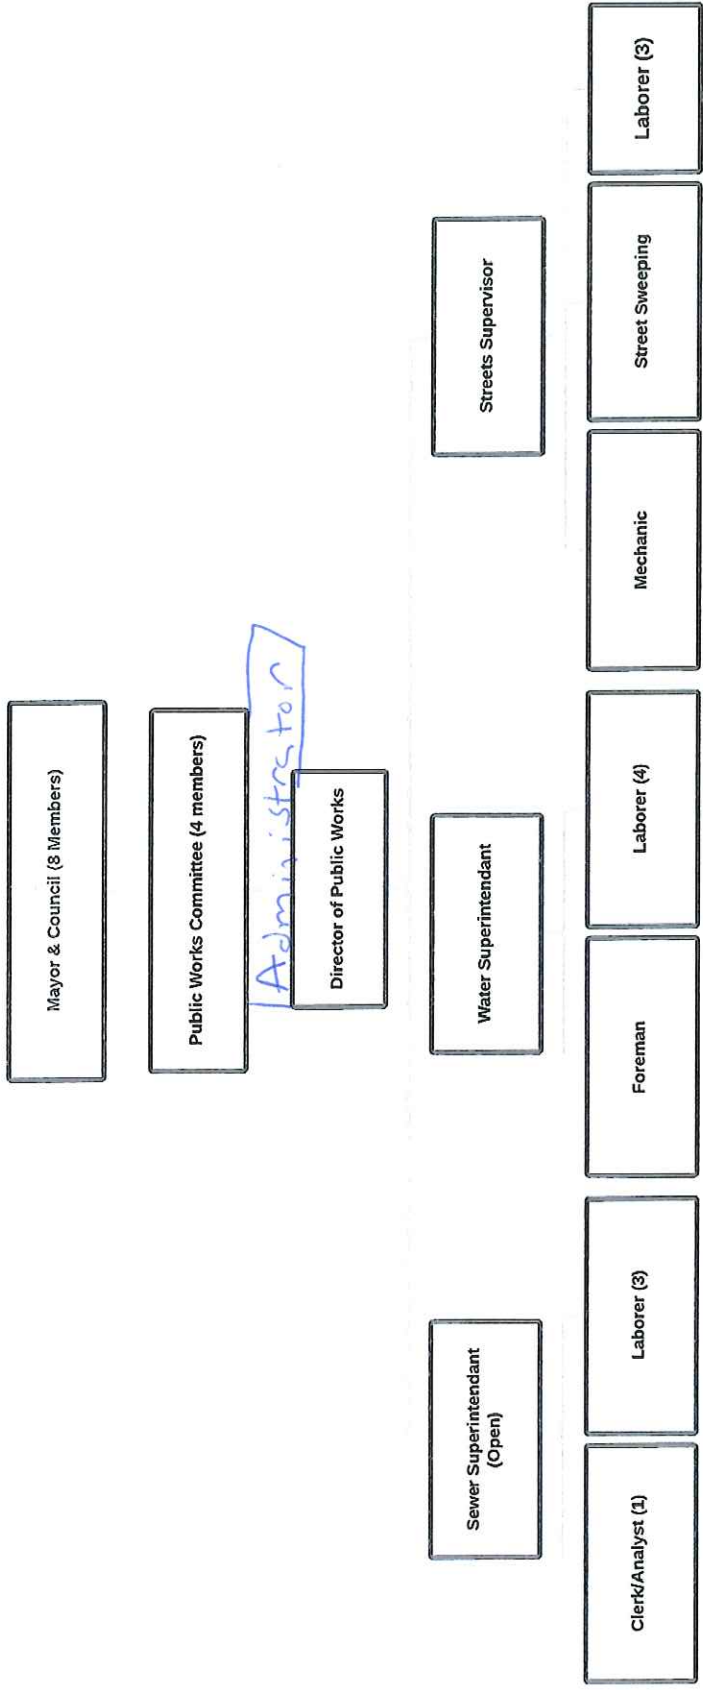 Mayor & Council (8 Members)
Public Works Committee (4 members)
Administrator
Director of Public Works
Sewer Superintendant
(Open)
Water Superintendant
Streets Supervisor
Clerk/Analyst (1)
Laborer (3)
Foreman
Laborer (4)
Mechanic
Street Sweeping
Laborer (3)